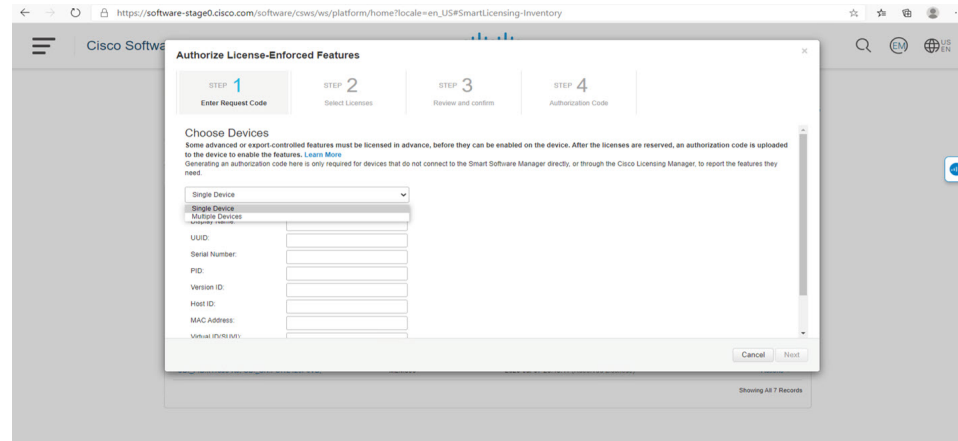 https://software-stage0.cisco.com/software/csws/ws/platform/home?locale=en_US#SmartLicensing-Inventory
Cisco Softwa
EM
US
EN
Authorize License-Enforced Features
STEP 1
Enter Request Code
STEP 2
Select Licenses
STEP 3
Review and confirm
STEP 4
Authorization Code
Choose Devices
Some advanced or export-controlled features must be licensed in advance, before they can be enabled on the device. After the licenses are reserved, an authorization code is uploaded
to the device to enable the features. Learn More
Generating an authorization code here is only required for devices that do not connect to the Smart Software Manager directly, or through the Cisco Licensing Manager, to report the features they
need.
Single Device
Single Device
Multiple Devices
Display Name:
UUID:
Serial Number:
PID:
Version ID:
Host ID:
MAC Address:
Virtual ID(SUVI):
Cancel
Next
Showing All 7 Records